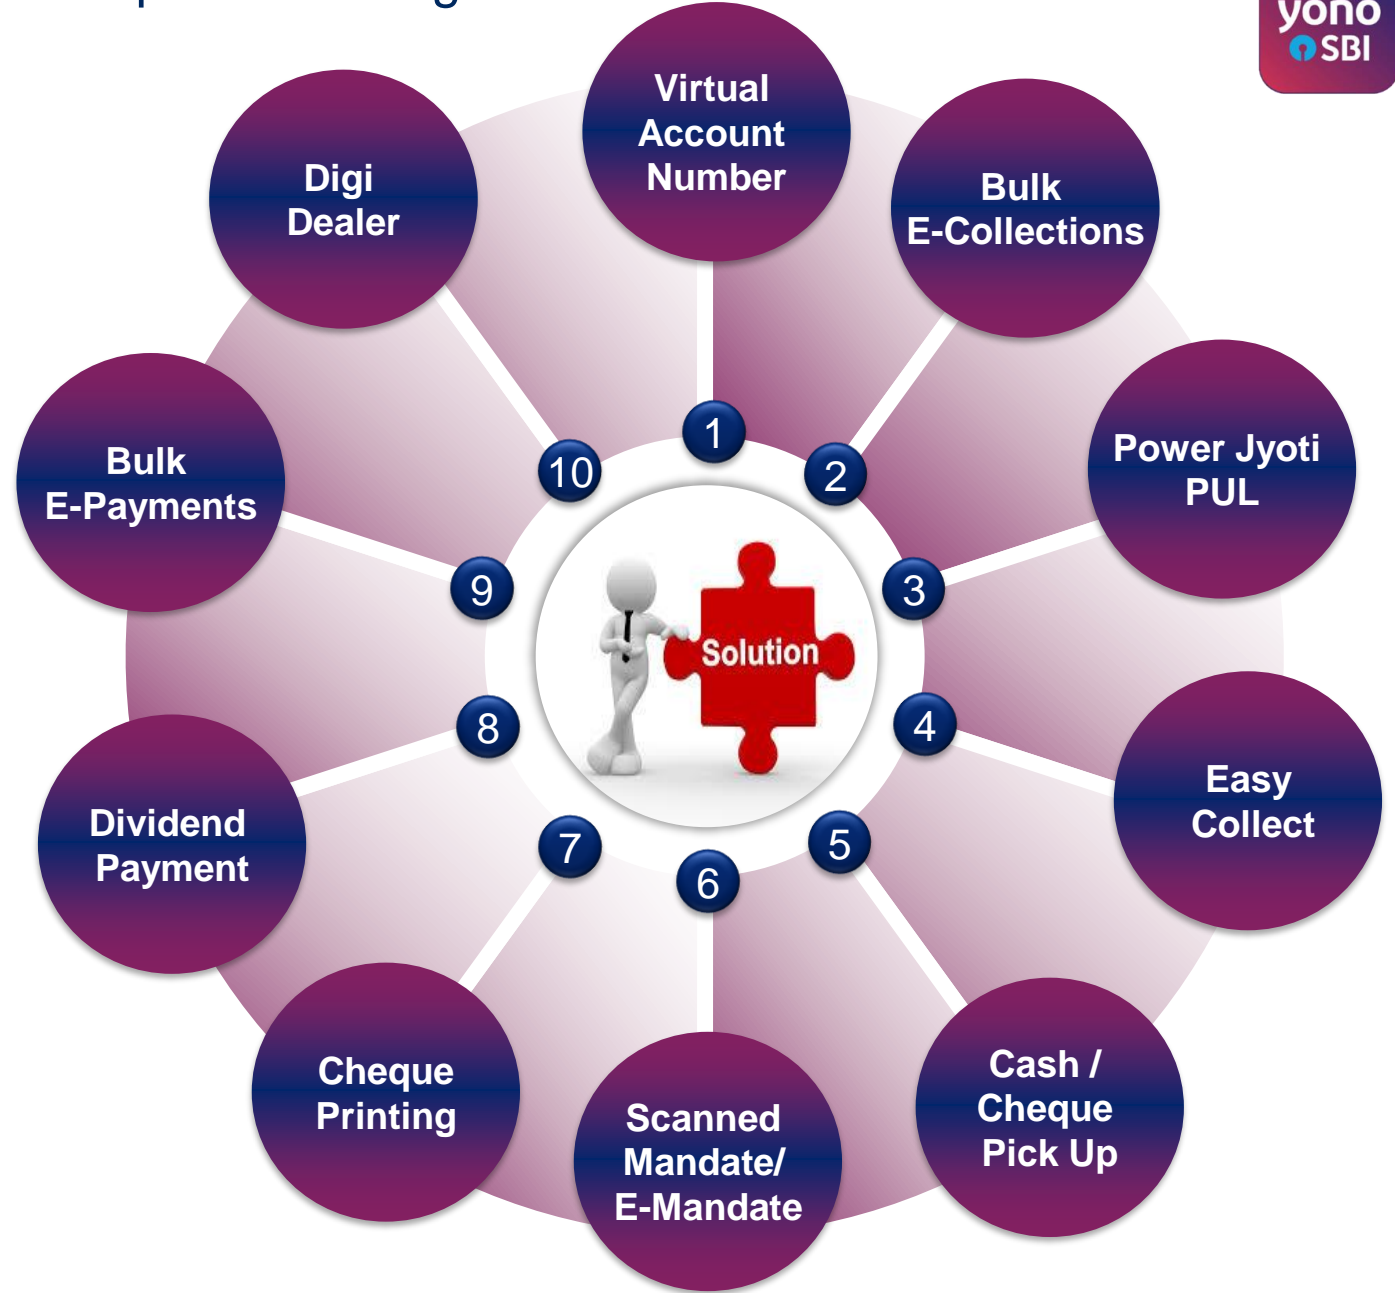 yono
SBI
Virtual
Account
Number
Bulk
E-Collections
Power Jyoti
PUL
Easy
Collect
Cash /
Cheque
Pick Up
Scanned
Mandate/
E-Mandate
Cheque
Printing
Dividend
Payment
Bulk
E-Payments
Digi
Dealer
1
2
3
4
5
6
7
8
9
10
Solution